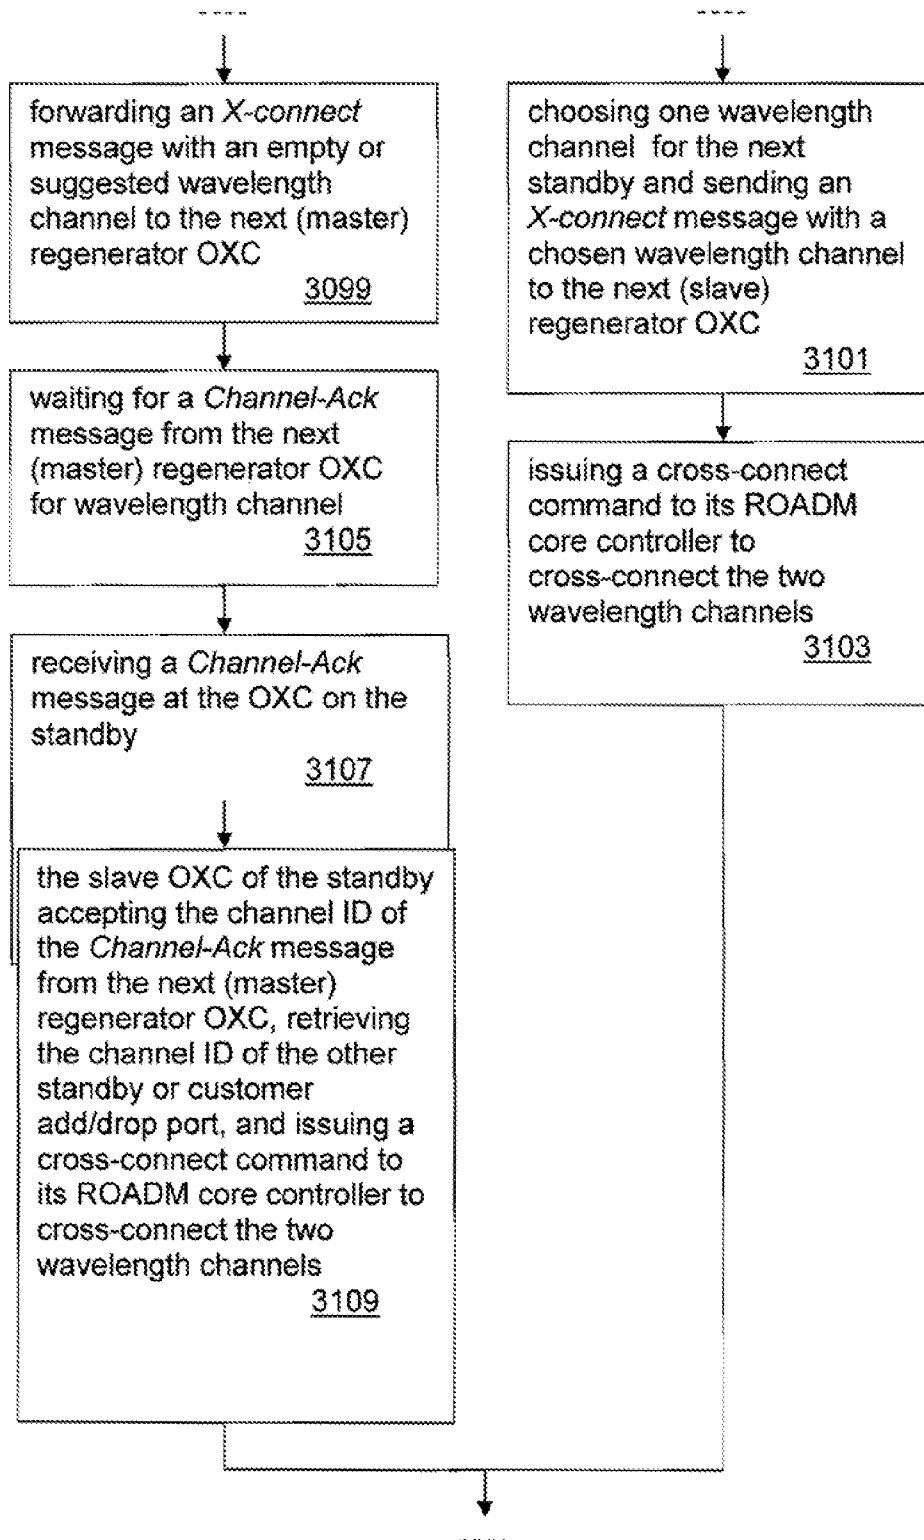 forwarding an X-connect
message with an empty or
suggested wavelength
channel to the next (master)
regenerator OXC
3099
waiting for a Channel-Ack
message from the next
(master) regenerator OXC
for wavelength channel
3105
receiving a Channel-Ack
message at the OXC on the
standby
3107
the slave OXC of the standby
accepting the channel ID of
the Channel-Ack message
from the next (master)
regenerator OXC, retrieving
the channel ID of the other
standby or customer
add/drop port, and issuing a
cross-connect command to
its ROADM core controller to
cross-connect the two
wavelength channels
3109
choosing one wavelength
channel for the next
standby and sending an
X-connect message with a
chosen wavelength channel
to the next (slave)
regenerator OXC
3101
issuing a cross-connect
command to its ROADM
core controller to
cross-connect the two
wavelength channels
3103